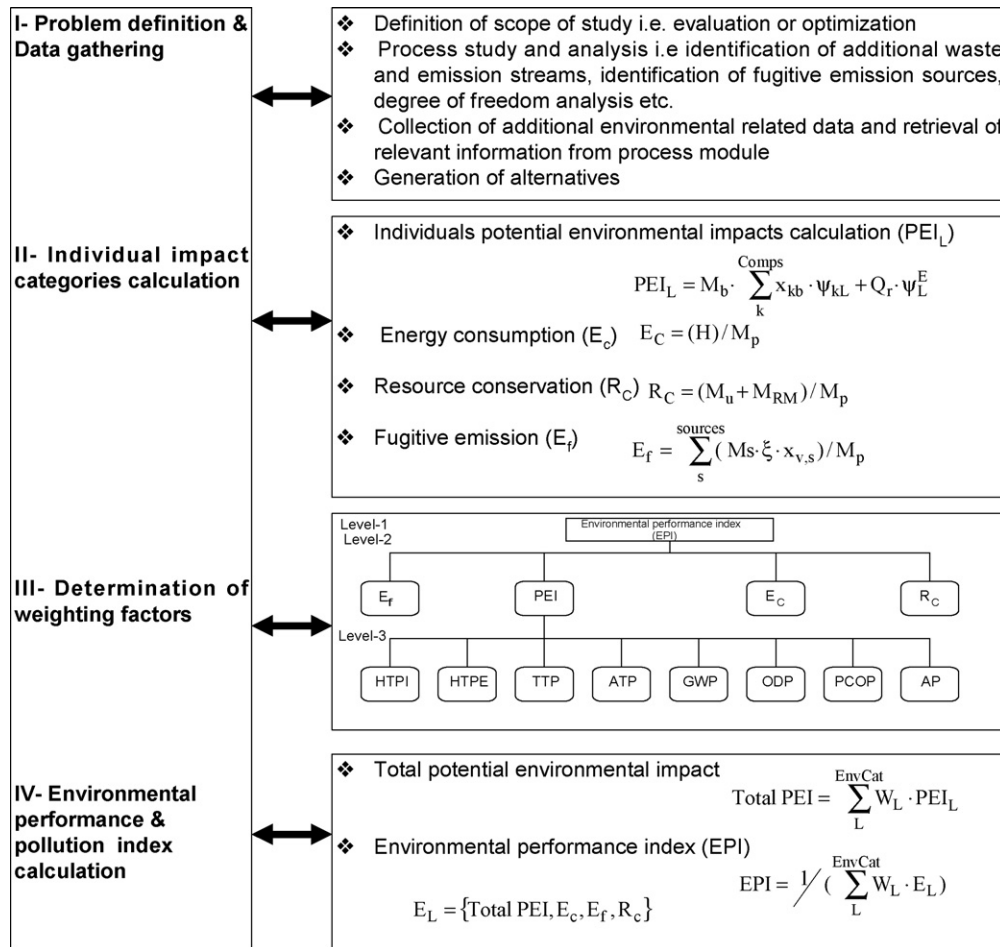 I- Problem definition &
Data gathering
❖ Definition of scope of study i.e. evaluation or optimization
❖ Process study and analysis i.e identification of additional waste
and emission streams, identification of fugitive emission sources,
degree of freedom analysis etc.
❖ Collection of additional environmental related data and retrieval of
relevant information from process module
❖ Generation of alternatives
II- Individual impact
categories calculation
❖ Individuals potential environmental impacts calculation (PEI_L)
PEI_L = M_b · ∑_k^Comps x_kb · ψ_kL + Q_r · ψ_L^E
❖ Energy consumption (E_c) E_C = (H) / M_p
❖ Resource conservation (R_C) R_C = (M_u + M_RM) / M_p
❖ Fugitive emission (E_f) E_f = ∑_s^sources (Ms · ξ · x_v,s) / M_p
III- Determination of
weighting factors
Level-1
Environmental performance index
(EPI)
Level-2
E_f PEI E_C R_C
Level-3
HTPI HTPE TTP ATP GWP ODP PCOP AP
IV- Environmental
performance &
pollution index
calculation
❖ Total potential environmental impact
Total PEI = ∑_L^EnvCat W_L · PEI_L
❖ Environmental performance index (EPI)
EPI = 1 / ( ∑_L^EnvCat W_L · E_L )
E_L = {Total PEI, E_c, E_f, R_c}